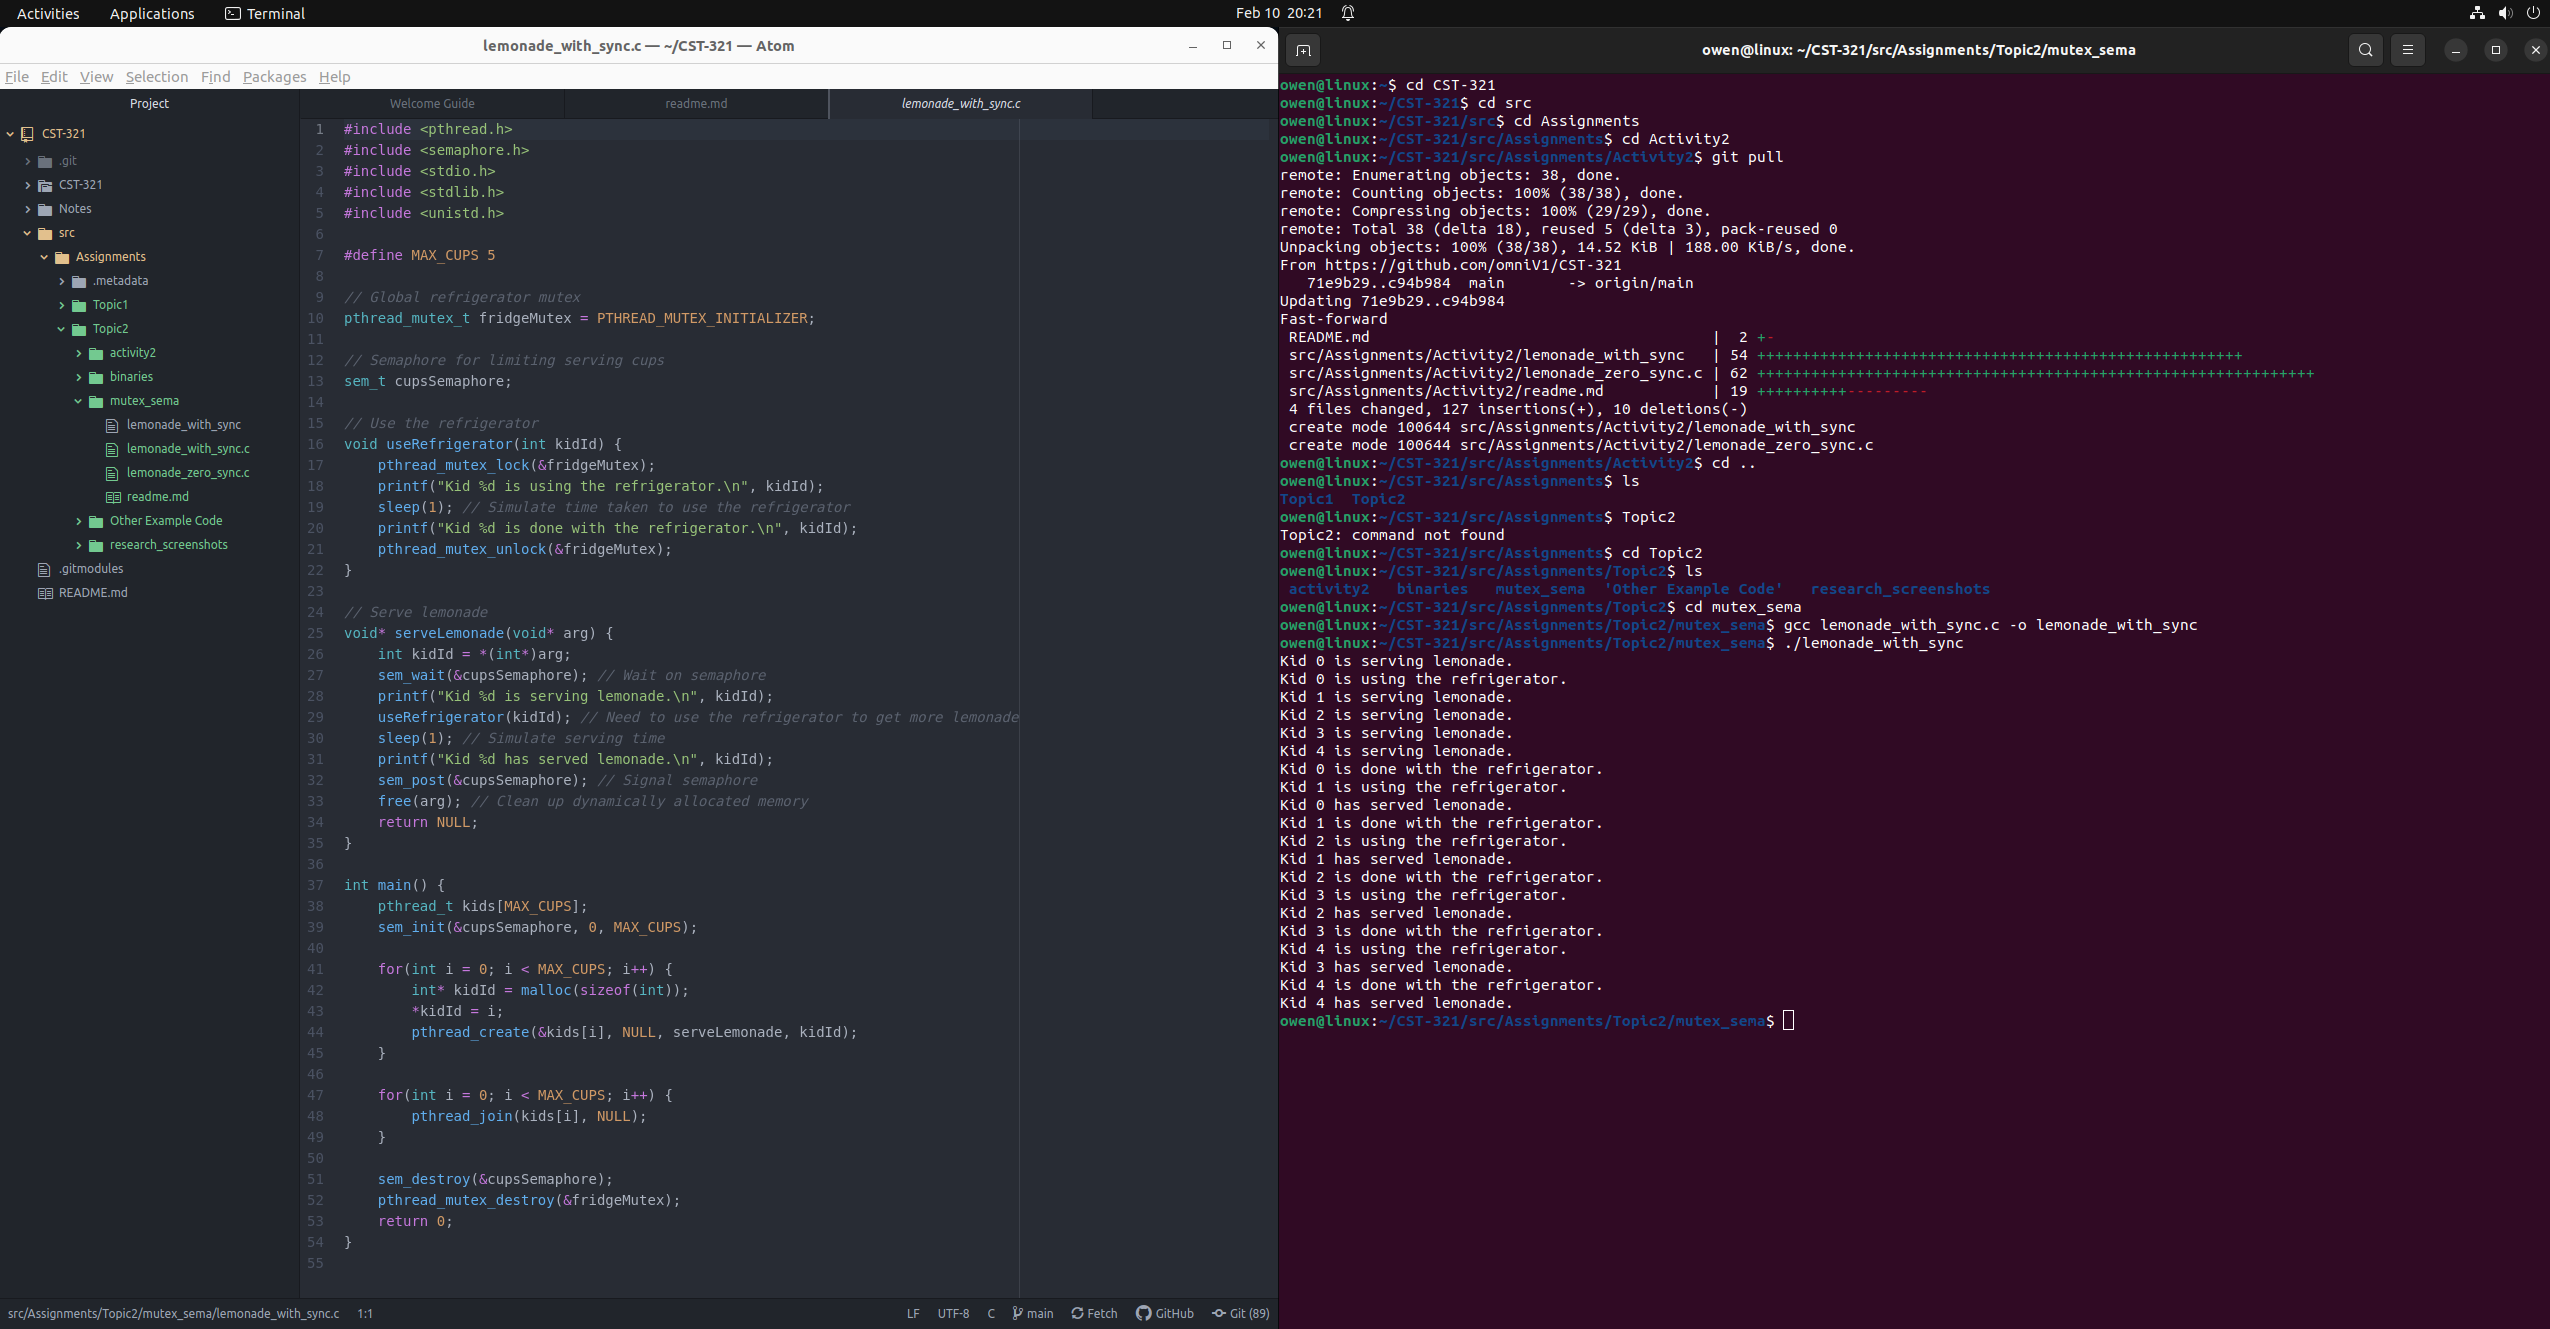 Activities Applications Terminal
Feb 10 20:21
lemonade_with_sync.c — ~/CST-321 — Atom
File Edit View Selection Find Packages Help
Project
CST-321
.git
CST-321
Notes
src
Assignments
.metadata
Topic1
Topic2
activity2
binaries
mutex_sema
lemonade_with_sync
lemonade_with_sync.c
lemonade_zero_sync.c
readme.md
Other Example Code
research_screenshots
.gitmodules
README.md
Welcome Guide readme.md lemonade_with_sync.c
1 #include <pthread.h>
2 #include <semaphore.h>
3 #include <stdio.h>
4 #include <stdlib.h>
5 #include <unistd.h>
6
7 #define MAX_CUPS 5
8
9 // Global refrigerator mutex
10 pthread_mutex_t fridgeMutex = PTHREAD_MUTEX_INITIALIZER;
11
12 // Semaphore for limiting serving cups
13 sem_t cupsSemaphore;
14
15 // Use the refrigerator
16 void useRefrigerator(int kidId) {
17     pthread_mutex_lock(&fridgeMutex);
18     printf("Kid %d is using the refrigerator.\n", kidId);
19     sleep(1); // Simulate time taken to use the refrigerator
20     printf("Kid %d is done with the refrigerator.\n", kidId);
21     pthread_mutex_unlock(&fridgeMutex);
22 }
23
24 // Serve lemonade
25 void* serveLemonade(void* arg) {
26     int kidId = *(int*)arg;
27     sem_wait(&cupsSemaphore); // Wait on semaphore
28     printf("Kid %d is serving lemonade.\n", kidId);
29     useRefrigerator(kidId); // Need to use the refrigerator to get more lemonade
30     sleep(1); // Simulate serving time
31     printf("Kid %d has served lemonade.\n", kidId);
32     sem_post(&cupsSemaphore); // Signal semaphore
33     free(arg); // Clean up dynamically allocated memory
34     return NULL;
35 }
36
37 int main() {
38     pthread_t kids[MAX_CUPS];
39     sem_init(&cupsSemaphore, 0, MAX_CUPS);
40
41     for(int i = 0; i < MAX_CUPS; i++) {
42         int* kidId = malloc(sizeof(int));
43         *kidId = i;
44         pthread_create(&kids[i], NULL, serveLemonade, kidId);
45     }
46
47     for(int i = 0; i < MAX_CUPS; i++) {
48         pthread_join(kids[i], NULL);
49     }
50
51     sem_destroy(&cupsSemaphore);
52     pthread_mutex_destroy(&fridgeMutex);
53     return 0;
54 }
55
src/Assignments/Topic2/mutex_sema/lemonade_with_sync.c 1:1
LF UTF-8 C main Fetch GitHub Git (89)
owen@linux: ~/CST-321/src/Assignments/Topic2/mutex_sema
owen@linux:~$ cd CST-321
owen@linux:~/CST-321$ cd src
owen@linux:~/CST-321/src$ cd Assignments
owen@linux:~/CST-321/src/Assignments$ cd Activity2
owen@linux:~/CST-321/src/Assignments/Activity2$ git pull
remote: Enumerating objects: 38, done.
remote: Counting objects: 100% (38/38), done.
remote: Compressing objects: 100% (29/29), done.
remote: Total 38 (delta 18), reused 5 (delta 3), pack-reused 0
Unpacking objects: 100% (38/38), 14.52 KiB | 188.00 KiB/s, done.
From https://github.com/omniV1/CST-321
   71e9b29..c94b984  main       -> origin/main
Updating 71e9b29..c94b984
Fast-forward
 README.md                                      |  2 +-
 src/Assignments/Activity2/lemonade_with_sync   | 54 ++++++++++++++++++++++++++++++++++++++++++++++++++++++
 src/Assignments/Activity2/lemonade_zero_sync.c | 62 ++++++++++++++++++++++++++++++++++++++++++++++++++++++++++++++
 src/Assignments/Activity2/readme.md            | 19 ++++++++++---------
 4 files changed, 127 insertions(+), 10 deletions(-)
 create mode 100644 src/Assignments/Activity2/lemonade_with_sync
 create mode 100644 src/Assignments/Activity2/lemonade_zero_sync.c
owen@linux:~/CST-321/src/Assignments/Activity2$ cd ..
owen@linux:~/CST-321/src/Assignments$ ls
Topic1  Topic2
owen@linux:~/CST-321/src/Assignments$ Topic2
Topic2: command not found
owen@linux:~/CST-321/src/Assignments$ cd Topic2
owen@linux:~/CST-321/src/Assignments/Topic2$ ls
 activity2   binaries   mutex_sema  'Other Example Code'   research_screenshots
owen@linux:~/CST-321/src/Assignments/Topic2$ cd mutex_sema
owen@linux:~/CST-321/src/Assignments/Topic2/mutex_sema$ gcc lemonade_with_sync.c -o lemonade_with_sync
owen@linux:~/CST-321/src/Assignments/Topic2/mutex_sema$ ./lemonade_with_sync
Kid 0 is serving lemonade.
Kid 0 is using the refrigerator.
Kid 1 is serving lemonade.
Kid 2 is serving lemonade.
Kid 3 is serving lemonade.
Kid 4 is serving lemonade.
Kid 0 is done with the refrigerator.
Kid 1 is using the refrigerator.
Kid 0 has served lemonade.
Kid 1 is done with the refrigerator.
Kid 2 is using the refrigerator.
Kid 1 has served lemonade.
Kid 2 is done with the refrigerator.
Kid 3 is using the refrigerator.
Kid 2 has served lemonade.
Kid 3 is done with the refrigerator.
Kid 4 is using the refrigerator.
Kid 3 has served lemonade.
Kid 4 is done with the refrigerator.
Kid 4 has served lemonade.
owen@linux:~/CST-321/src/Assignments/Topic2/mutex_sema$